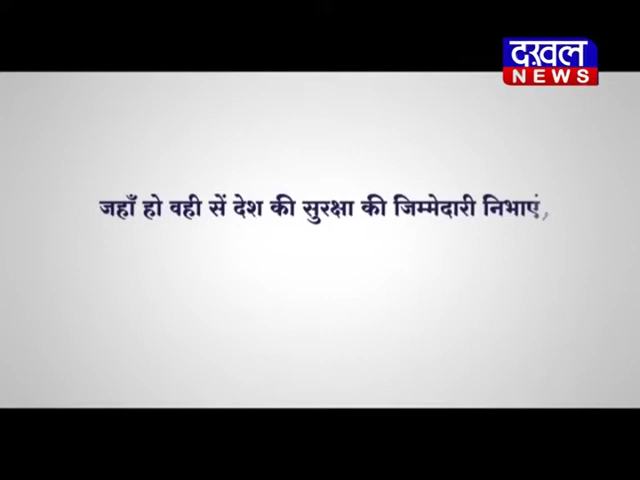 दख़ल
NEWS
जहाँ हो वही सें देश की सुरक्षा की जिम्मेदारी निभाएं,